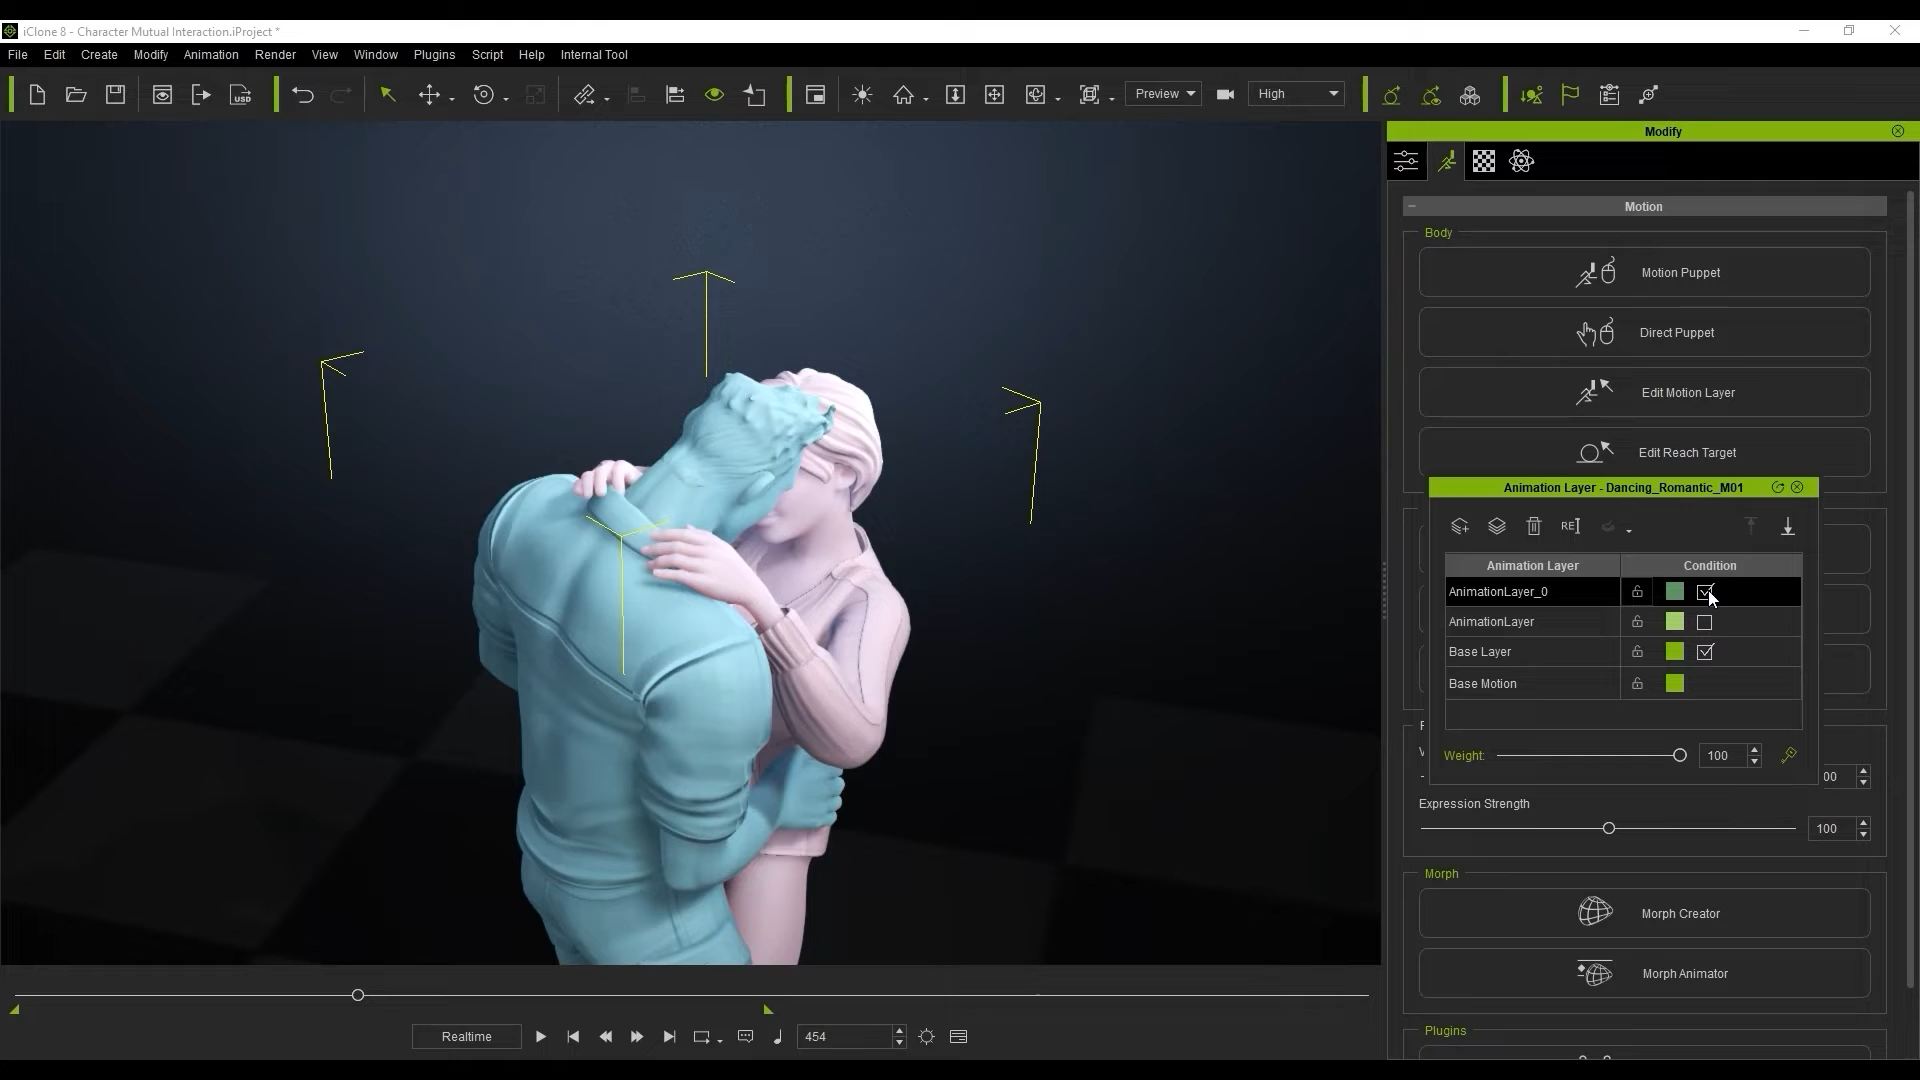 iClone 8 - Character Mutual Interaction.iProject *
File Edit Create Modify Animation Render View Window Plugins Script Help Internal Tool
USD
Preview
High
Modify
Motion
Body
Motion Puppet
Direct Puppet
Edit Motion Layer
Edit Reach Target
Animation Layer - Dancing_Romantic_M01
RE
Animation Layer Condition
AnimationLayer_0
AnimationLayer
Base Layer
Base Motion
Weight: 100
00
Expression Strength
100
Morph
Morph Creator
Morph Animator
Plugins
Realtime 454